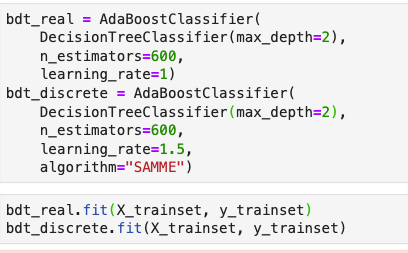 bdt_real = AdaBoostClassifier(
    DecisionTreeClassifier(max_depth=2),
    n_estimators=600,
    learning_rate=1)
bdt_discrete = AdaBoostClassifier(
    DecisionTreeClassifier(max_depth=2),
    n_estimators=600,
    learning_rate=1.5,
    algorithm="SAMME")
bdt_real.fit(X_trainset, y_trainset)
bdt_discrete.fit(X_trainset, y_trainset)